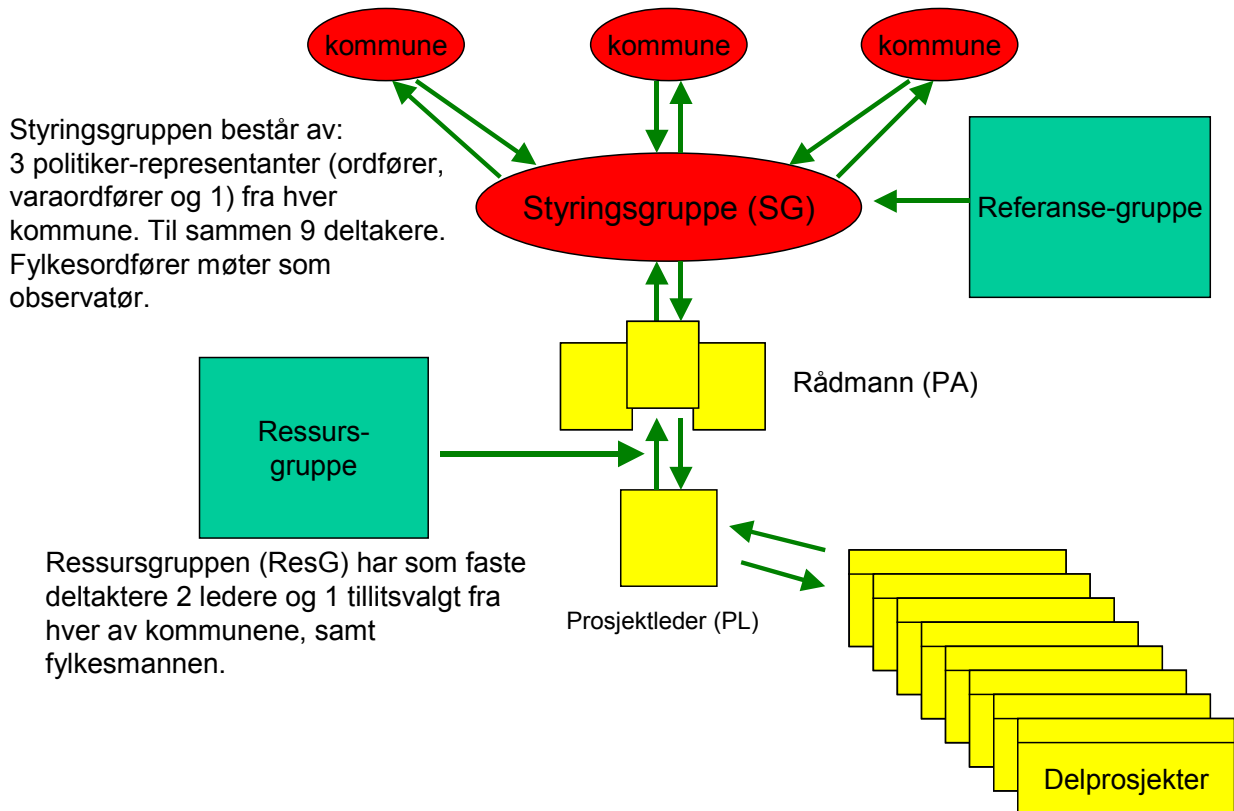 kommune
kommune
kommune
Styringsgruppen består av:
3 politiker-representanter (ordfører,
varaordfører og 1) fra hver
kommune. Til sammen 9 deltakere.
Fylkesordfører møter som
observatør.
Styringsgruppe (SG)
Referanse-gruppe
Rådmann (PA)
Ressurs-
gruppe
Ressursgruppen (ResG) har som faste
deltaktere 2 ledere og 1 tillitsvalgt fra
hver av kommunene, samt
fylkesmannen.
Prosjektleder (PL)
Delprosjekter